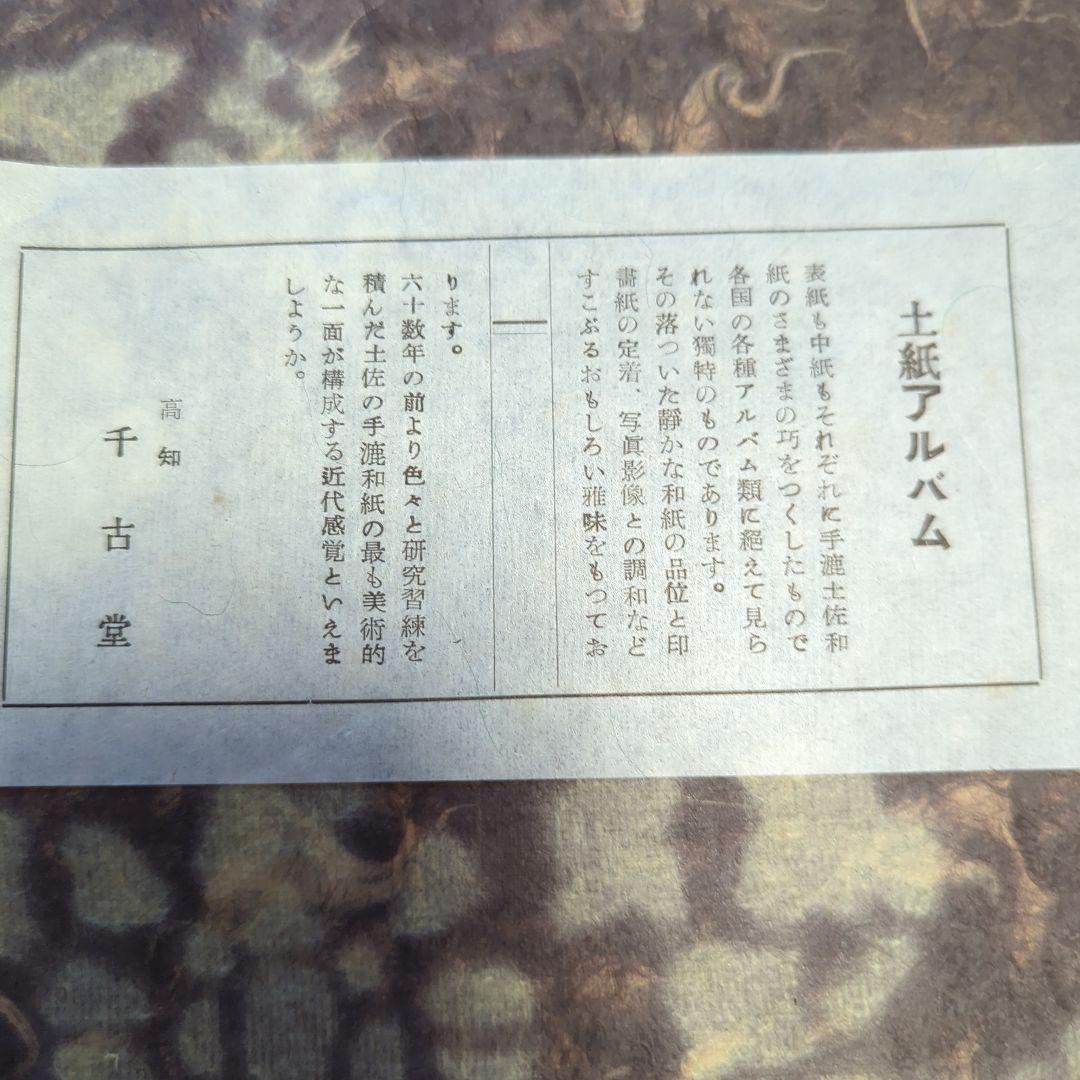 土紙アルバム
表紙も中紙もそれぞれに手漉土佐和
紙のさまざまの巧をつくしたもので
各国の各種アルバム類に絶えて見ら
れない獨特のものであります。
その落ついた靜かな和紙の品位と印
畵紙の定着、写眞影像との調和など
すこぶるおもしろい雅味をもつてお
ります。
六十数年の前より色々と研究習練を
積んだ土佐の手漉和紙の最も美術的
な一面が構成する近代感覚といえま
しようか。
高知
千古堂